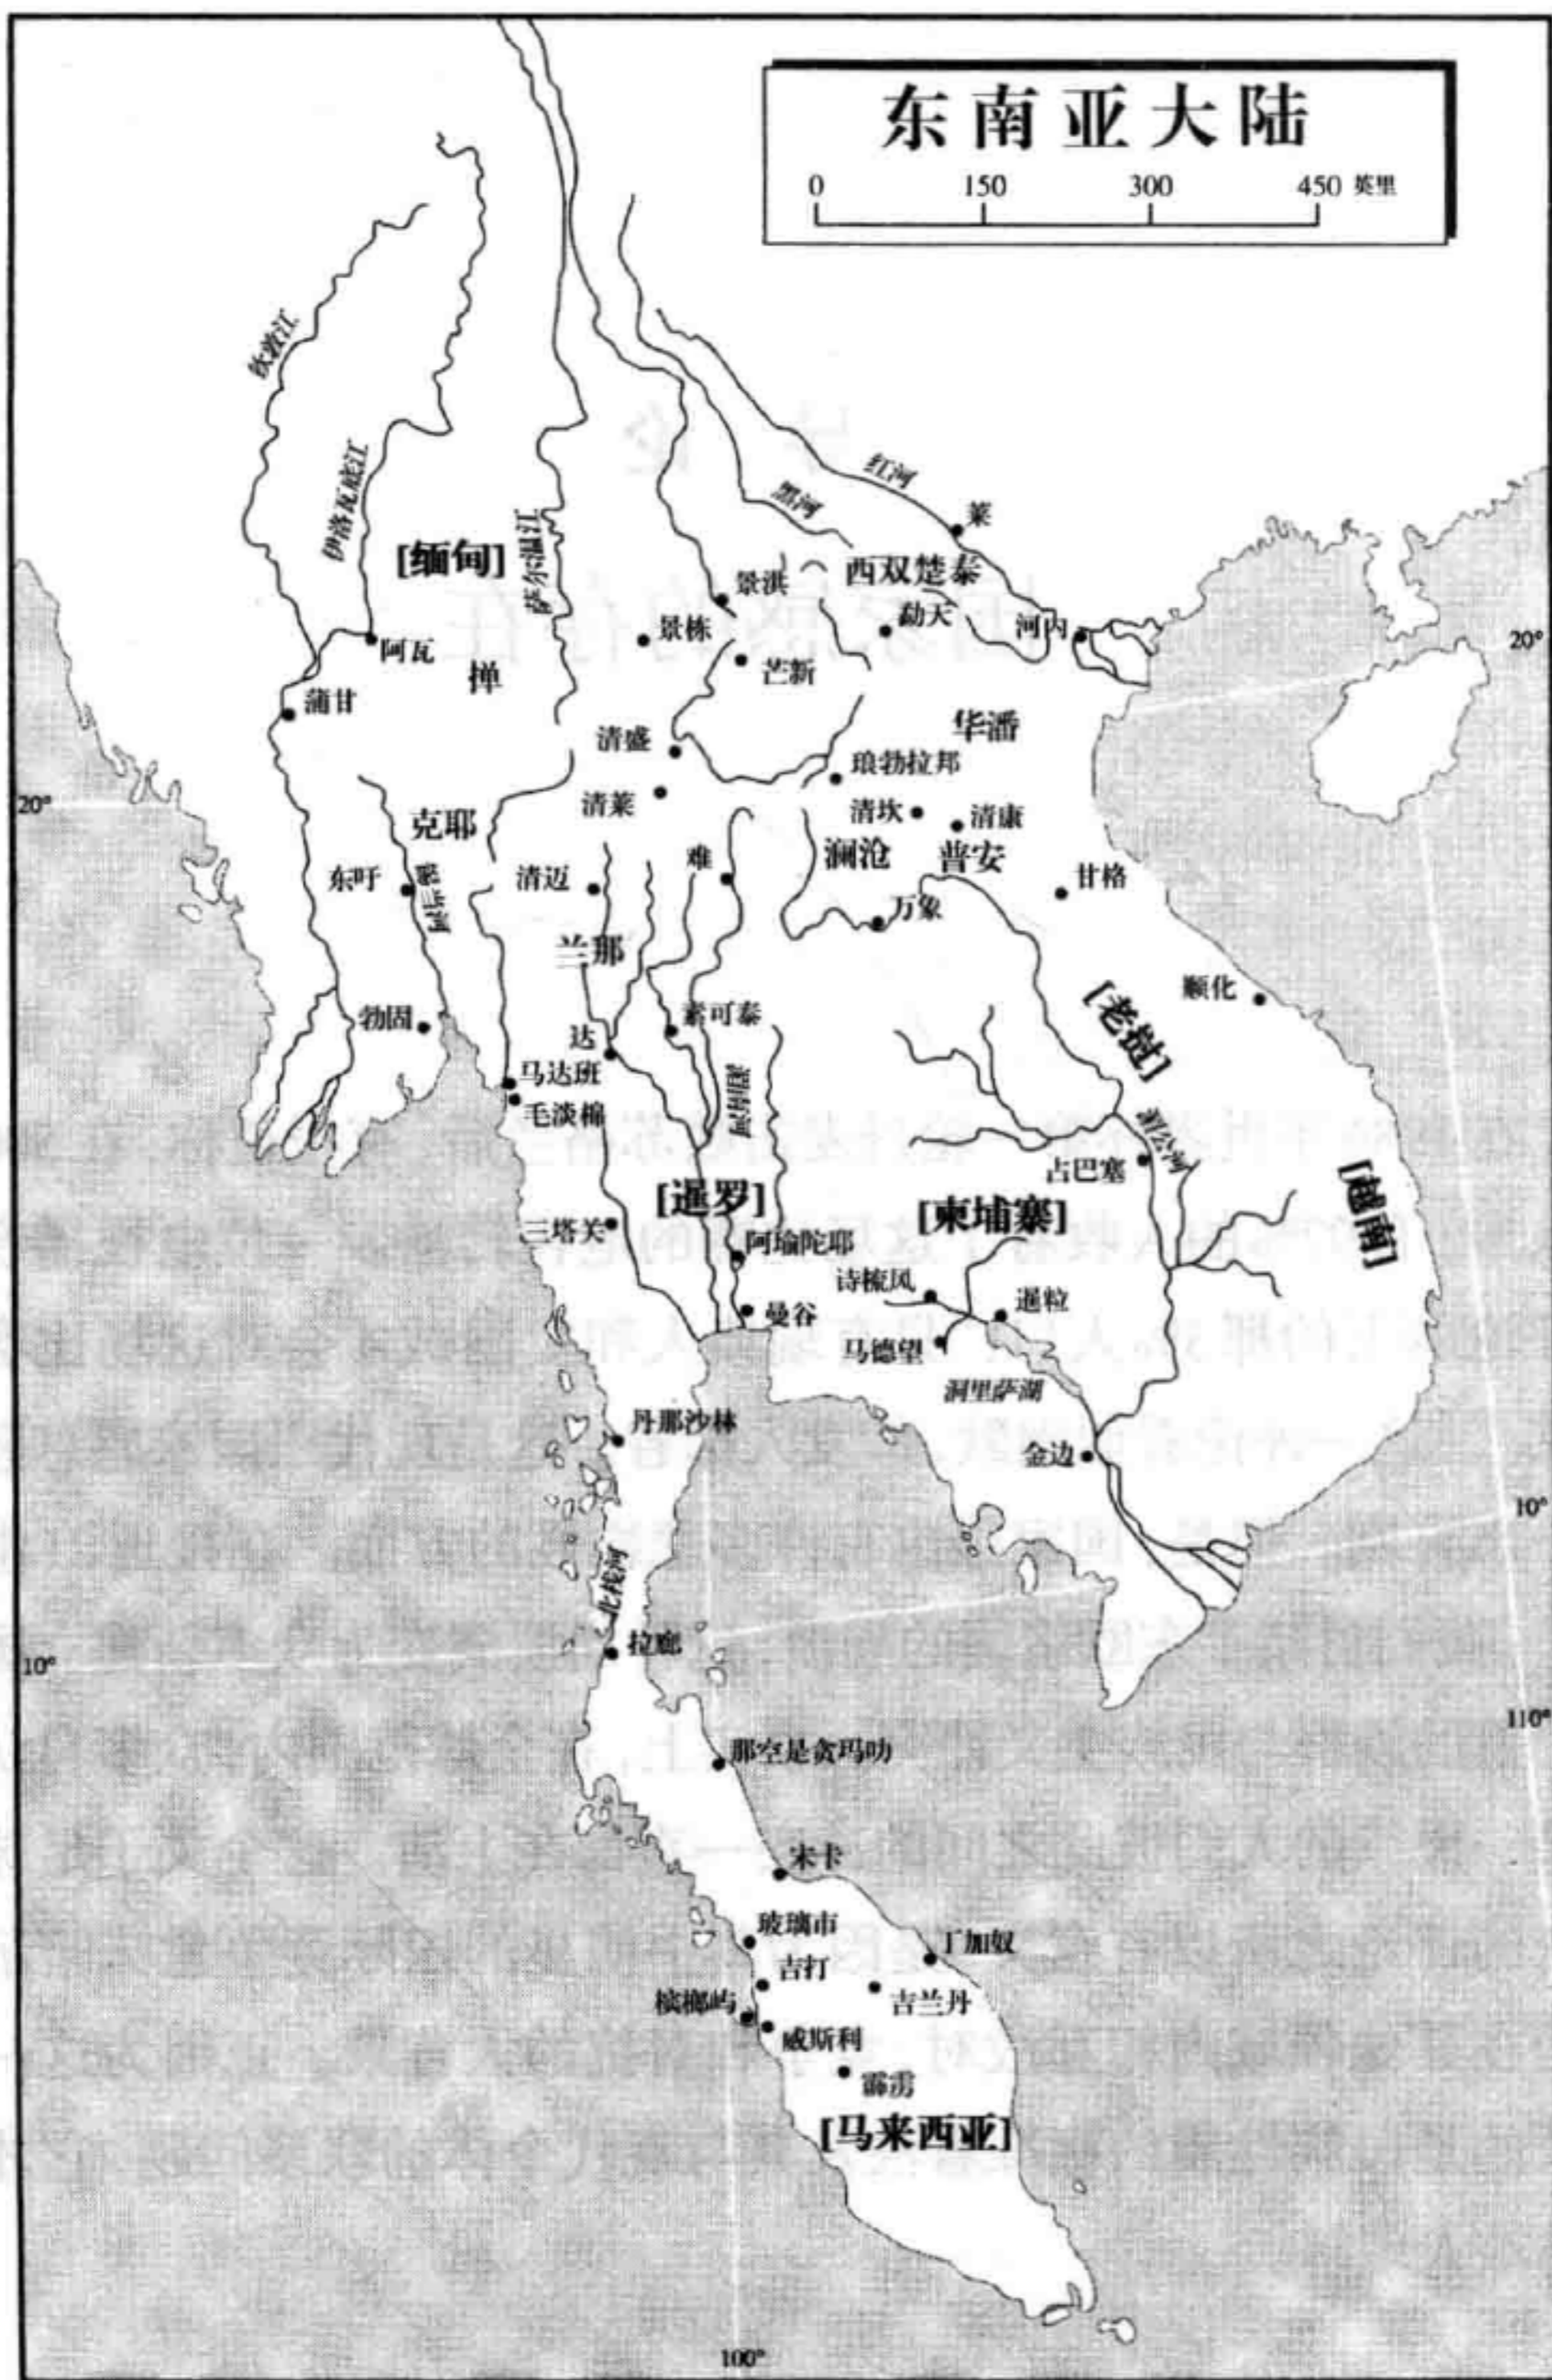 东南亚大陆
0 150 300 450 英里
钦敦江
伊洛瓦底江
红河
黑河
莱
[缅甸]
萨尔温江
西双楚泰
景洪
勐天
景栋
河内
20°
阿瓦
芒新
掸
蒲甘
华潘
清盛
琅勃拉邦
20°
清莱
清坎
清康
克耶
澜沧
普安
难
东吁
清迈
甘格
万象
兰那
[老挝]
顺化
勃固
素可泰
达
马达班
毛淡棉
湄公河
占巴塞
[越南]
[暹罗]
[柬埔寨]
三塔关
阿瑜陀耶
诗梳风
暹粒
曼谷
马德望
洞里萨湖
丹那沙林
金边
10°
北栈河
拉廊
10°
110°
那空是贪玛叻
宋卡
玻璃市
丁加奴
吉打
槟榔屿
吉兰丹
威斯利
霹雳
[马来西亚]
100°